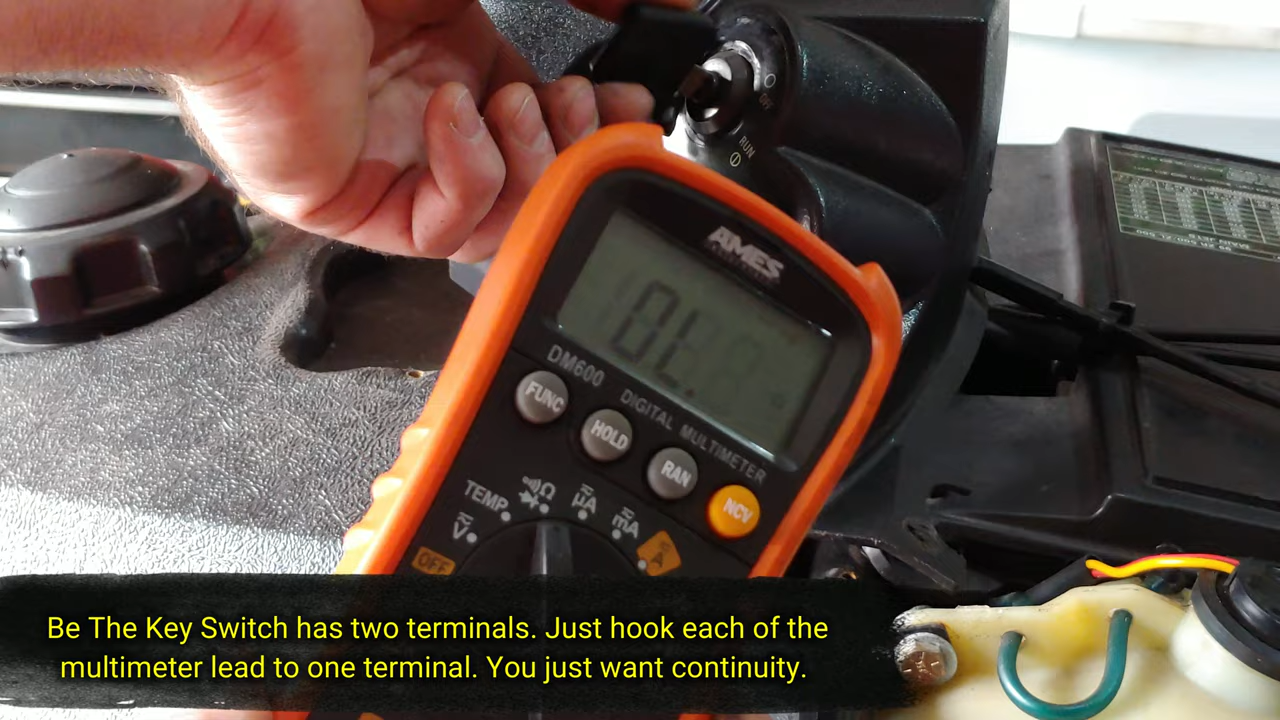 OFF
RUN
AMES
0L.
DM600
DIGITAL MULTIMETER
FUNC
HOLD
RAN
NCV
OFF
V
TEMP
Ω
µA
mA
A
Be The Key Switch has two terminals. Just hook each of the
multimeter lead to one terminal. You just want continuity.